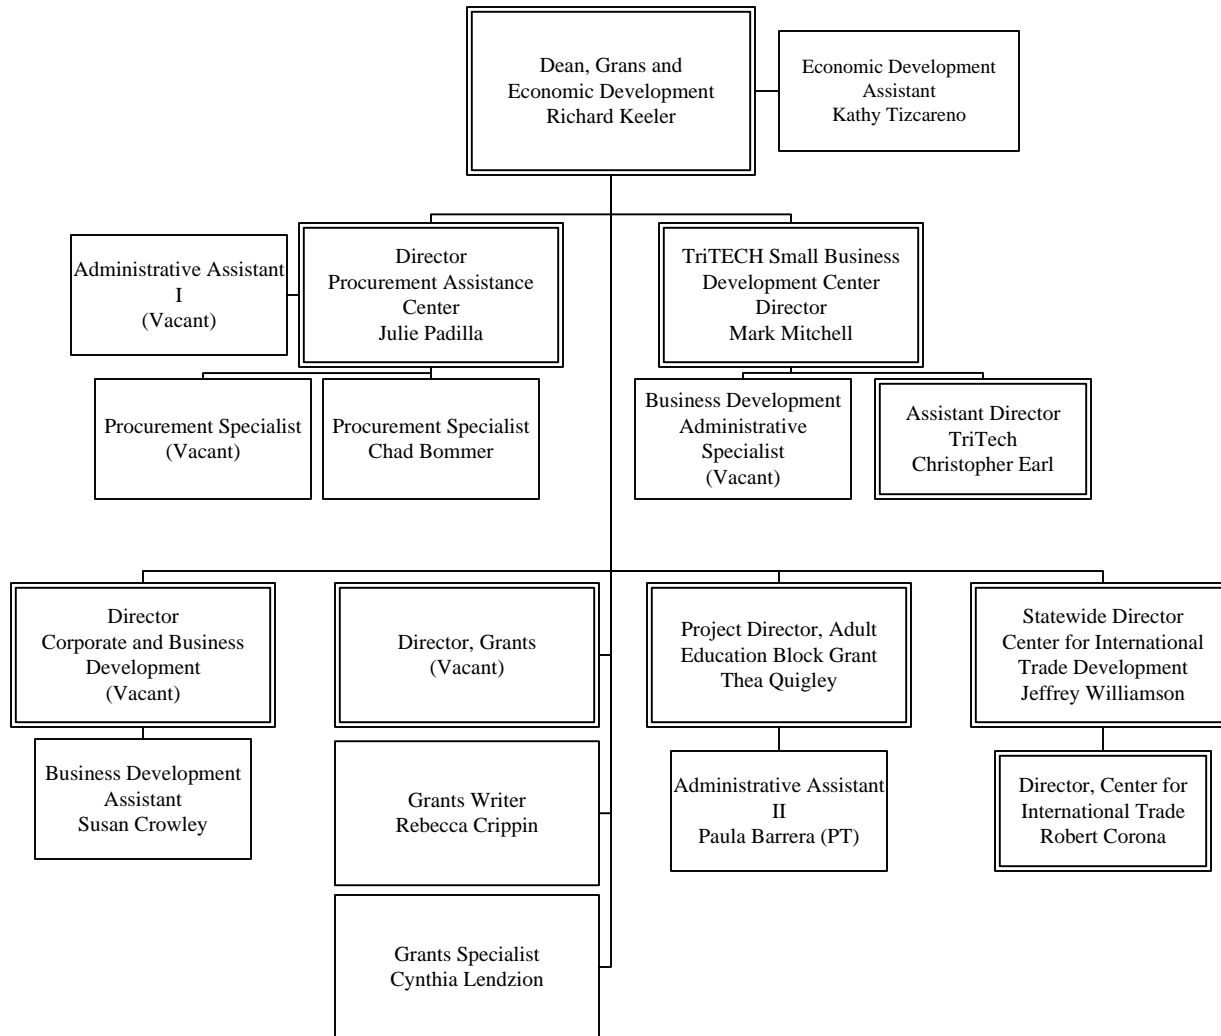 Dean, Grans and
Economic Development
Richard Keeler
Economic Development
Assistant
Kathy Tizcareno
Administrative Assistant
I
(Vacant)
Director
Procurement Assistance
Center
Julie Padilla
TriTECH Small Business
Development Center
Director
Mark Mitchell
Procurement Specialist
(Vacant)
Procurement Specialist
Chad Bommer
Business Development
Administrative
Specialist
(Vacant)
Assistant Director
TriTech
Christopher Earl
Director
Corporate and Business
Development
(Vacant)
Director, Grants
(Vacant)
Project Director, Adult
Education Block Grant
Thea Quigley
Statewide Director
Center for International
Trade Development
Jeffrey Williamson
Business Development
Assistant
Susan Crowley
Grants Writer
Rebecca Crippin
Administrative Assistant
II
Paula Barrera (PT)
Director, Center for
International Trade
Robert Corona
Grants Specialist
Cynthia Lendzion